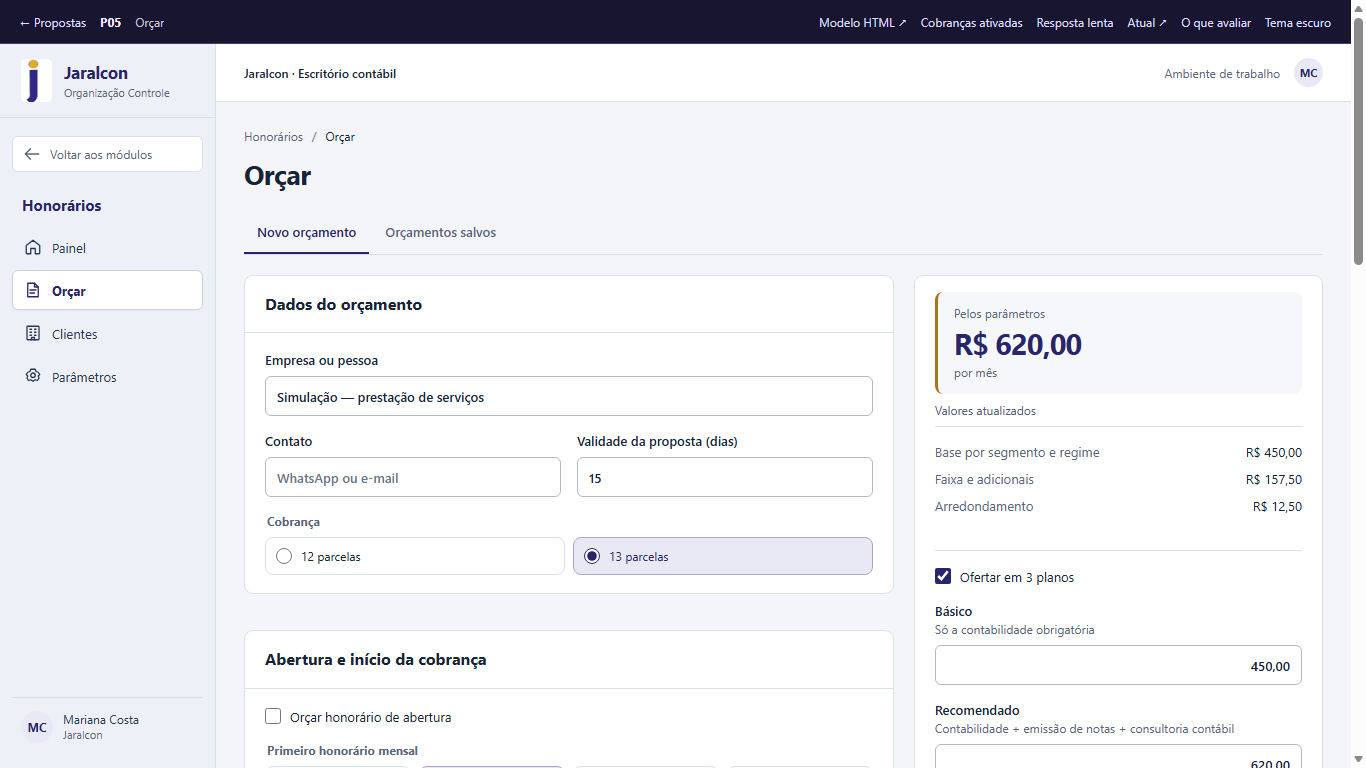 ← Propostas P05 Orçar
Modelo HTML ↗ Cobranças ativadas Resposta lenta Atual ↗ O que avaliar Tema escuro
Jaralcon
Organização Controle
Jaralcon · Escritório contábil
Ambiente de trabalho MC
← Voltar aos módulos
Honorários
Painel
Orçar
Clientes
Parâmetros
MC
Mariana Costa
Jaralcon
Honorários / Orçar
Orçar
Novo orçamento Orçamentos salvos
Dados do orçamento
Empresa ou pessoa
Simulação — prestação de serviços
Contato Validade da proposta (dias)
WhatsApp ou e-mail 15
Cobrança
12 parcelas 13 parcelas
Abertura e início da cobrança
Orçar honorário de abertura
Primeiro honorário mensal
Pelos parâmetros
R$ 620,00
por mês
Valores atualizados
Base por segmento e regime R$ 450,00
Faixa e adicionais R$ 157,50
Arredondamento R$ 12,50
Ofertar em 3 planos
Básico
Só a contabilidade obrigatória
450,00
Recomendado
Contabilidade + emissão de notas + consultoria contábil
620,00